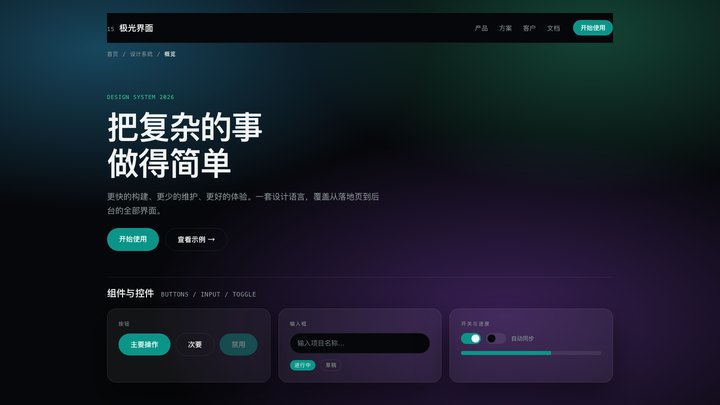 15 极光界面
产品 方案 客户 文档 开始使用
首页 / 设计系统 / 概览
DESIGN SYSTEM 2026
把复杂的事
做得简单
更快的构建、更少的维护、更好的体验。一套设计语言，覆盖从落地页到后
台的全部界面。
开始使用 查看示例 →
组件与控件 BUTTONS / INPUT / TOGGLE
按钮
主要操作 次要 禁用
输入框
输入项目名称…
进行中 草稿
开关与进度
自动同步